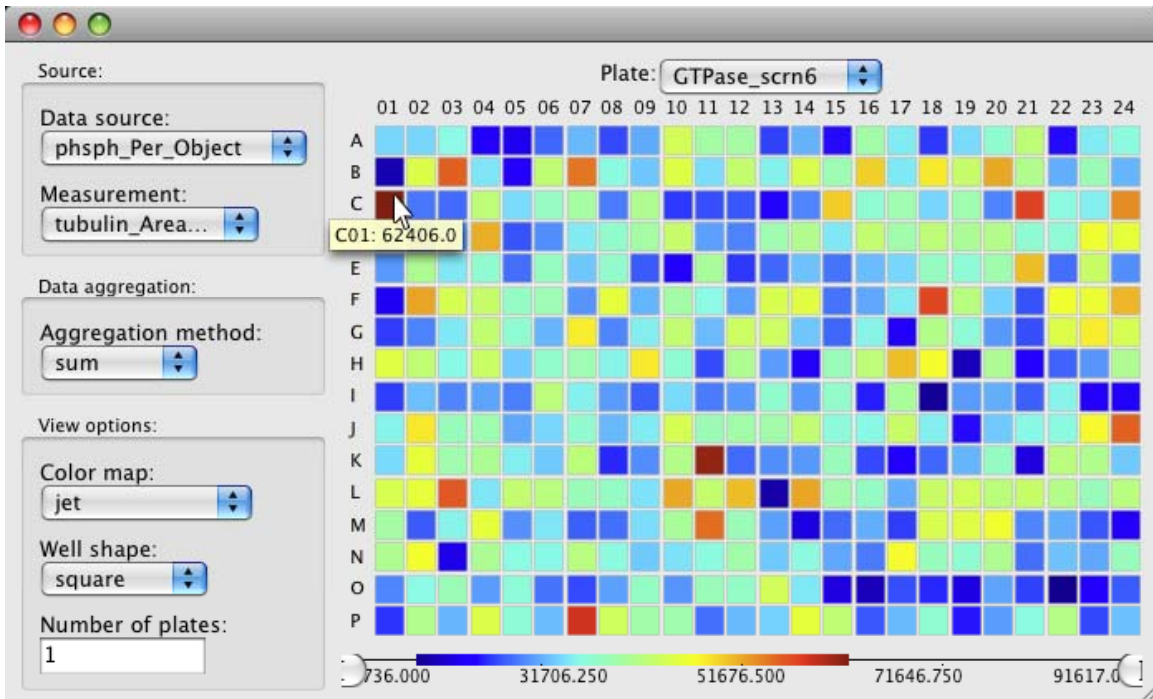 Source:
Data source:
phsph_Per_Object
Measurement:
tubulin_Area...
Data aggregation:
Aggregation method:
sum
View options:
Color map:
jet
Well shape:
square
Number of plates:
1
Plate: GTPase_scrn6
01 02 03 04 05 06 07 08 09 10 11 12 13 14 15 16 17 18 19 20 21 22 23 24
A
B
C
C01: 62406.0
E
F
G
H
I
J
K
L
M
N
O
P
736.000 31706.250 51676.500 71646.750 91617.0